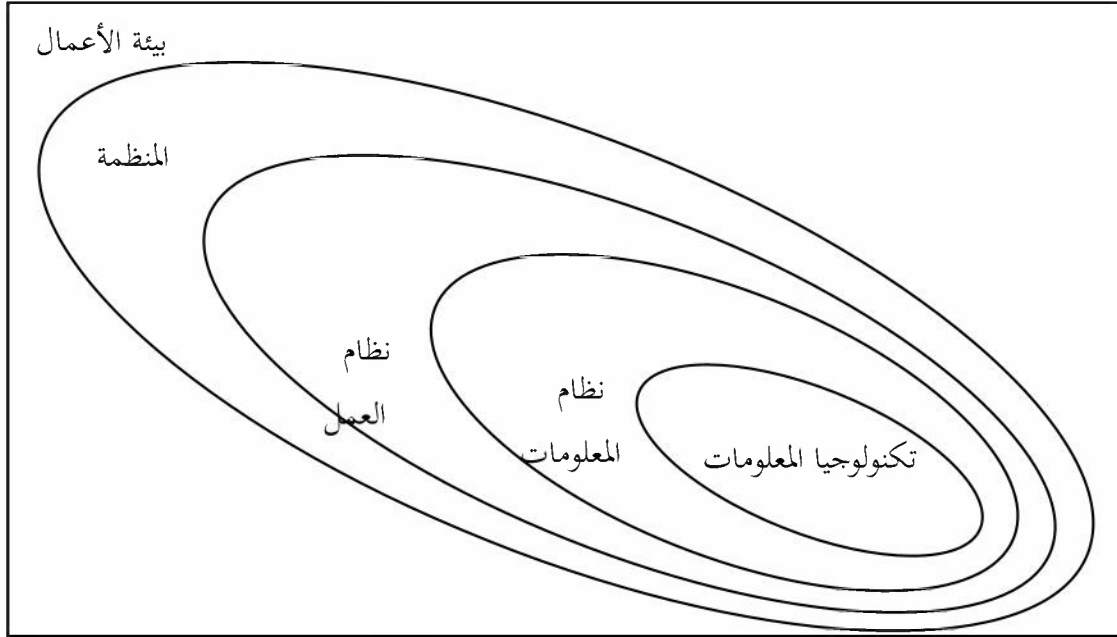 بيئة الأعمال
المنظمة
نظام
العمل
نظام
المعلومات
تكنولوجيا المعلومات